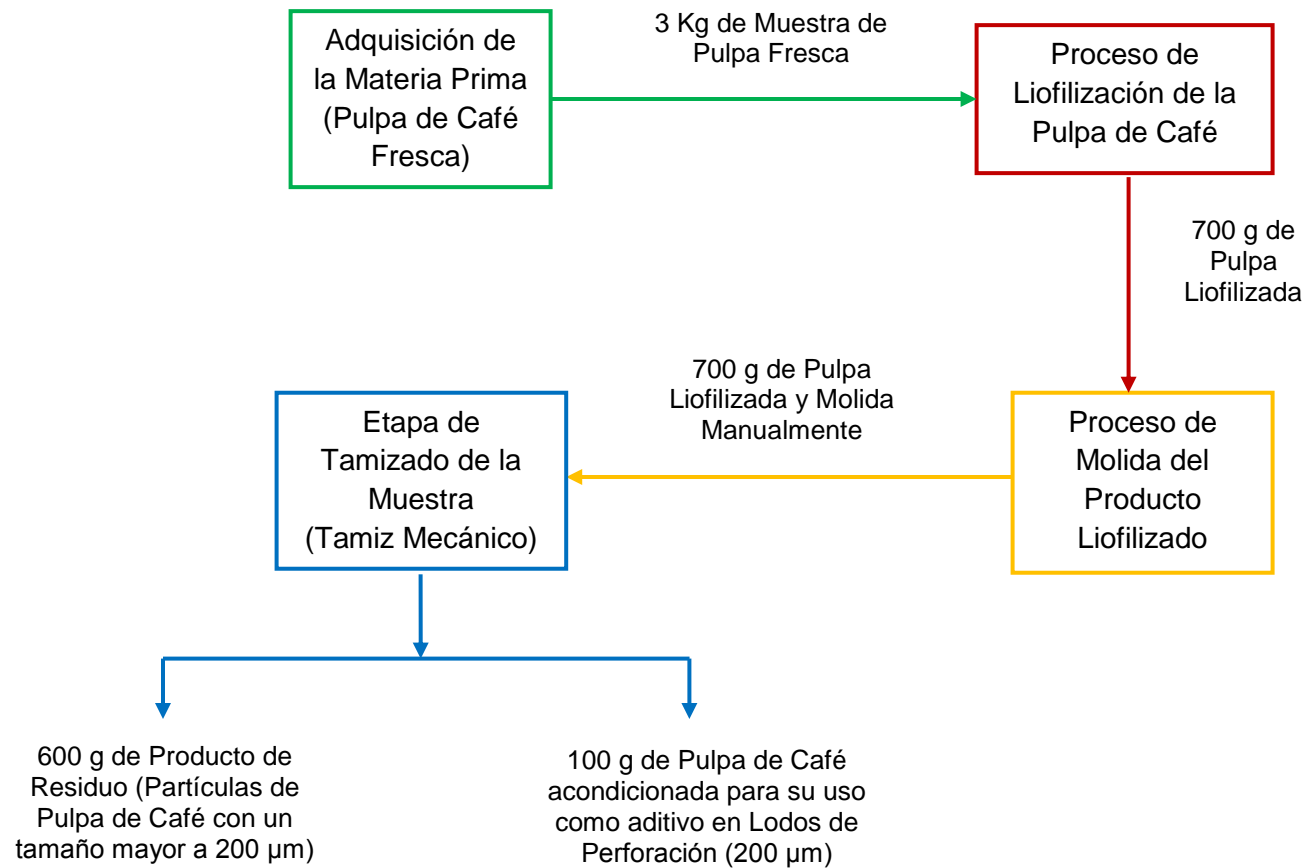 Adquisición de
la Materia Prima
(Pulpa de Café
Fresca)
3 Kg de Muestra de
Pulpa Fresca
Proceso de
Liofilización de la
Pulpa de Café
700 g de
Pulpa
Liofilizada
Proceso de
Molida del
Producto
Liofilizado
700 g de Pulpa
Liofilizada y Molida
Manualmente
Etapa de
Tamizado de la
Muestra
(Tamiz Mecánico)
600 g de Producto de
Residuo (Partículas de
Pulpa de Café con un
tamaño mayor a 200 µm)
100 g de Pulpa de Café
acondicionada para su uso
como aditivo en Lodos de
Perforación (200 µm)